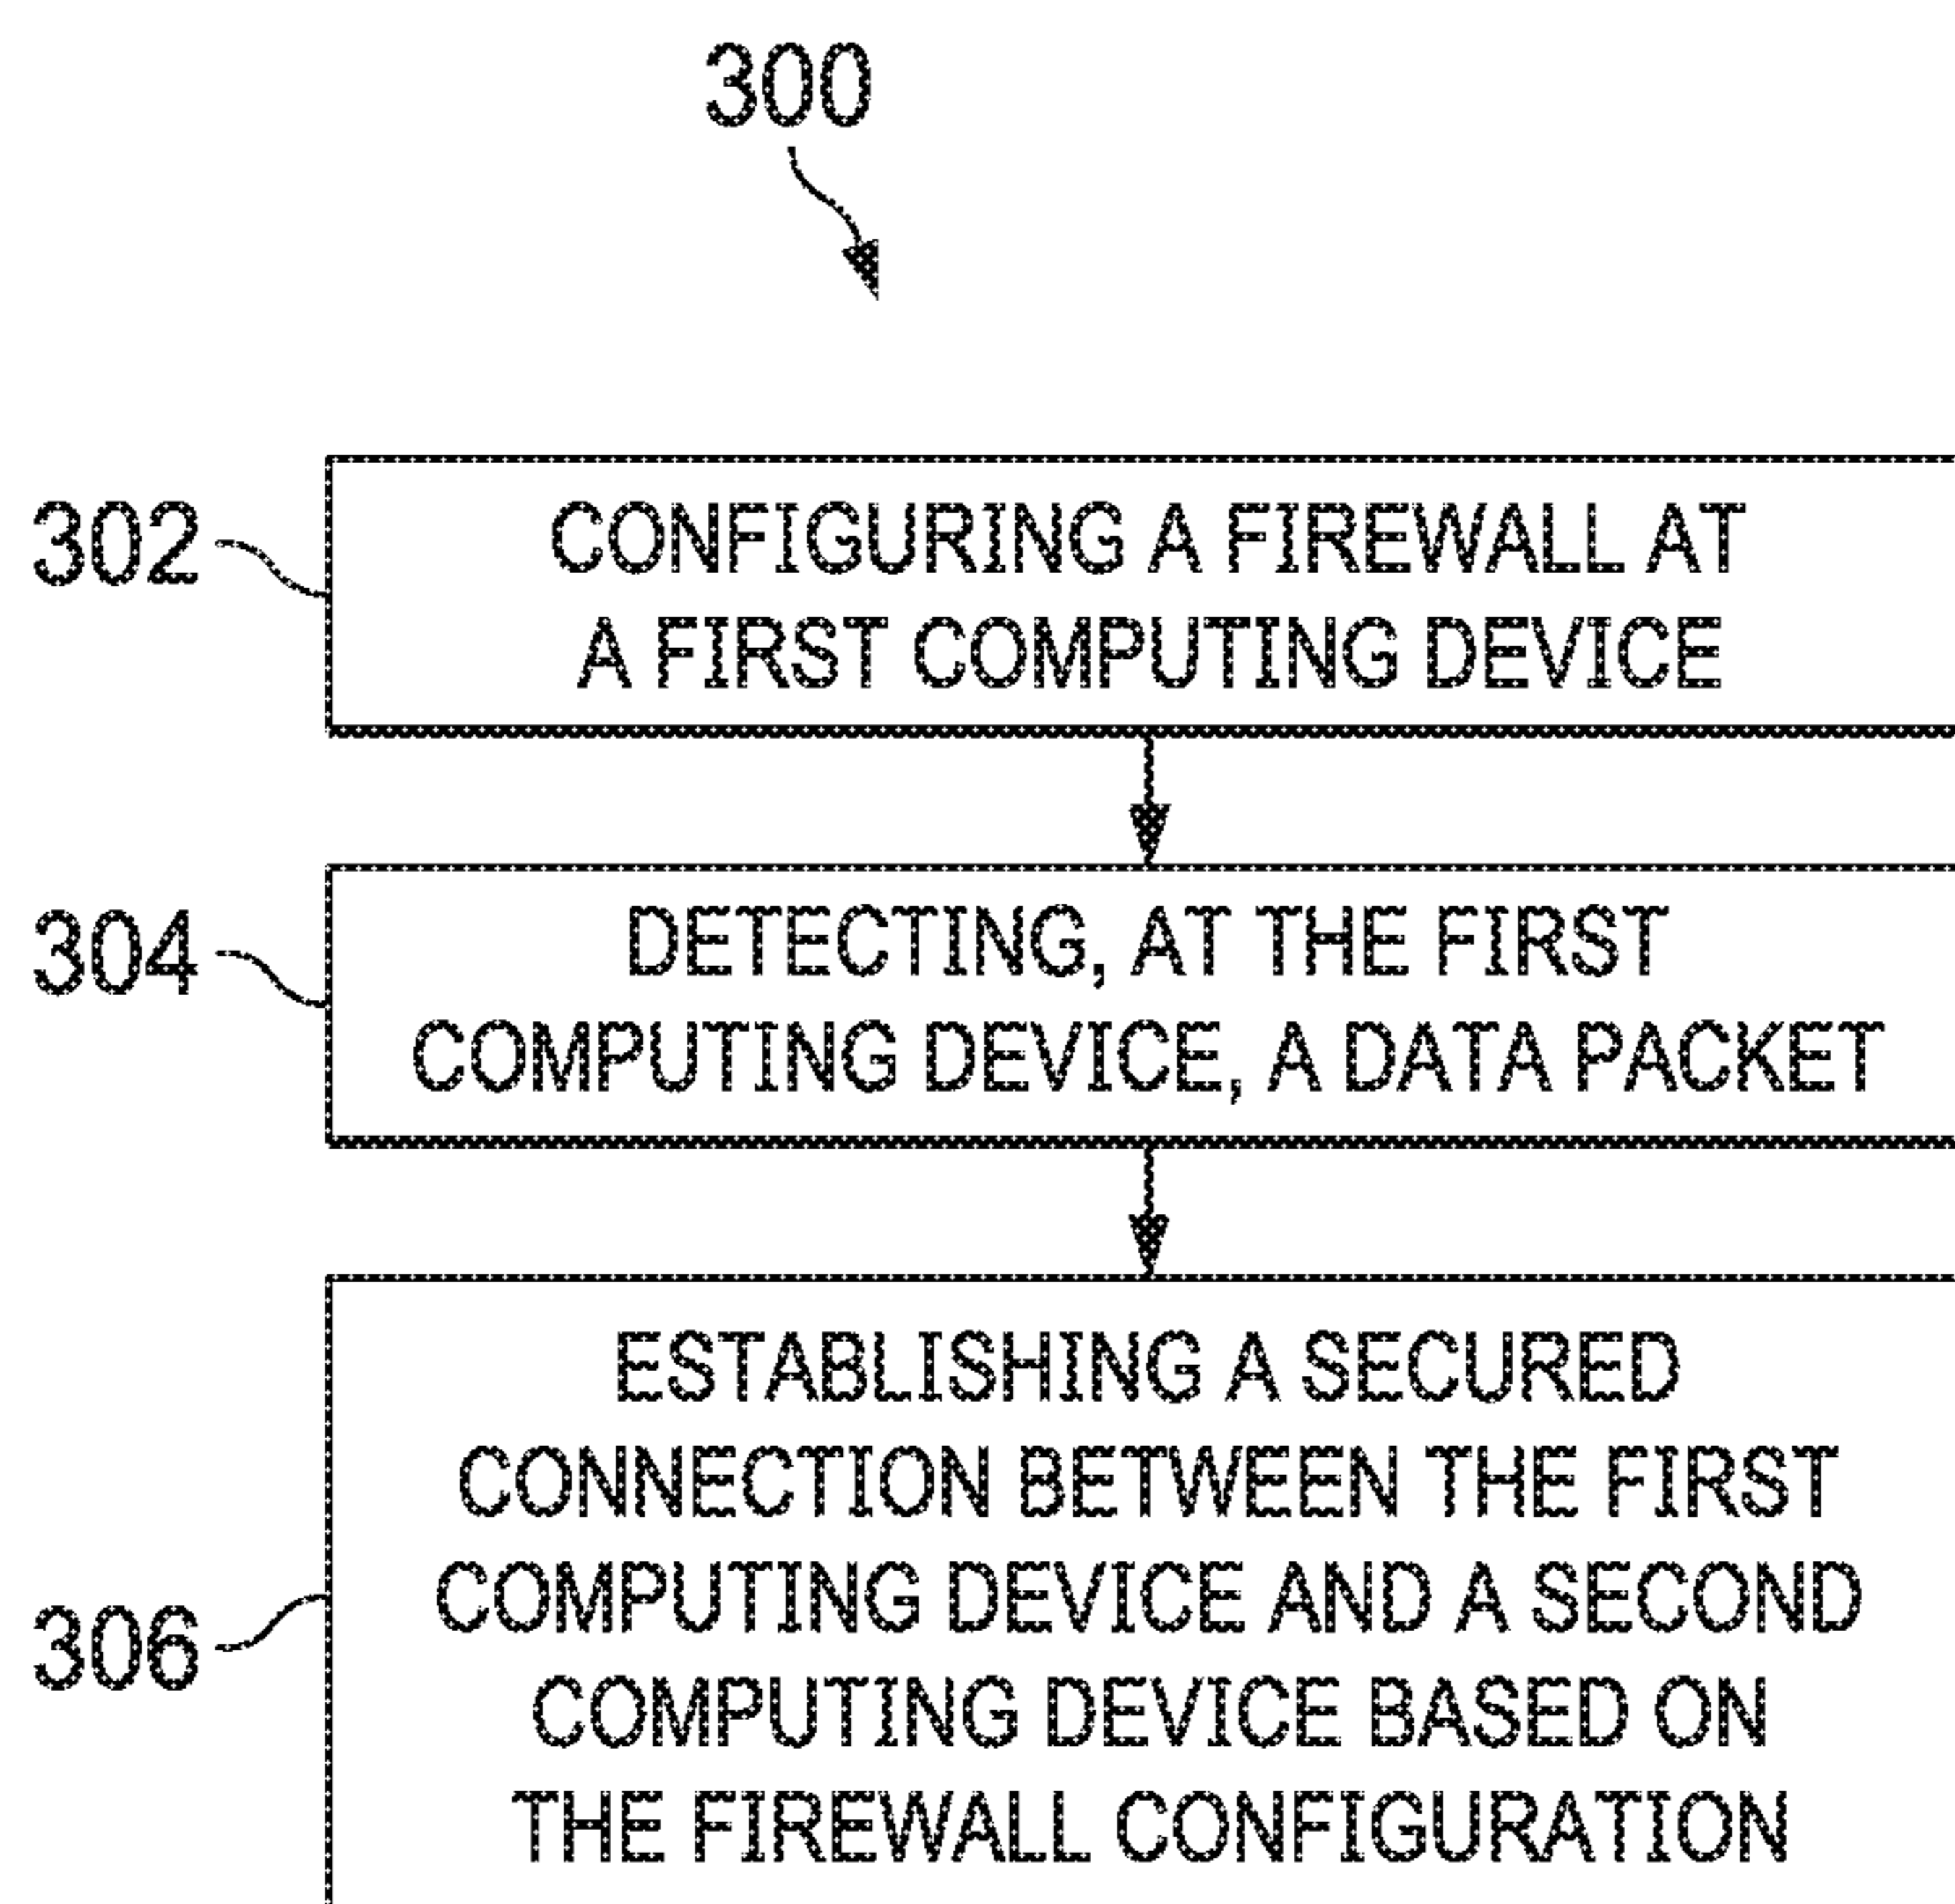 300
302
CONFIGURING A FIREWALL AT
A FIRST COMPUTING DEVICE
304
DETECTING, AT THE FIRST
COMPUTING DEVICE, A DATA PACKET
306
ESTABLISHING A SECURED
CONNECTION BETWEEN THE FIRST
COMPUTING DEVICE AND A SECOND
COMPUTING DEVICE BASED ON
THE FIREWALL CONFIGURATION